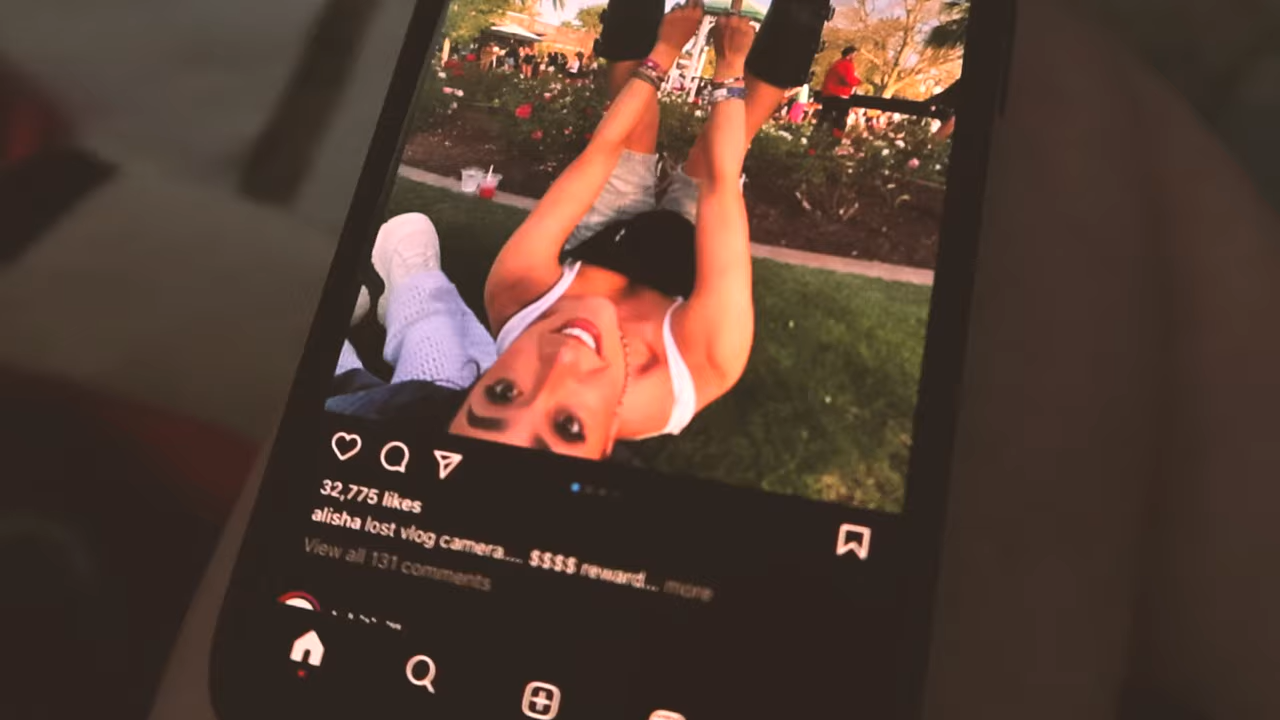 32,775 likes
alisha lost vlog camera.... $$$$ reward... more
View all 131 comments